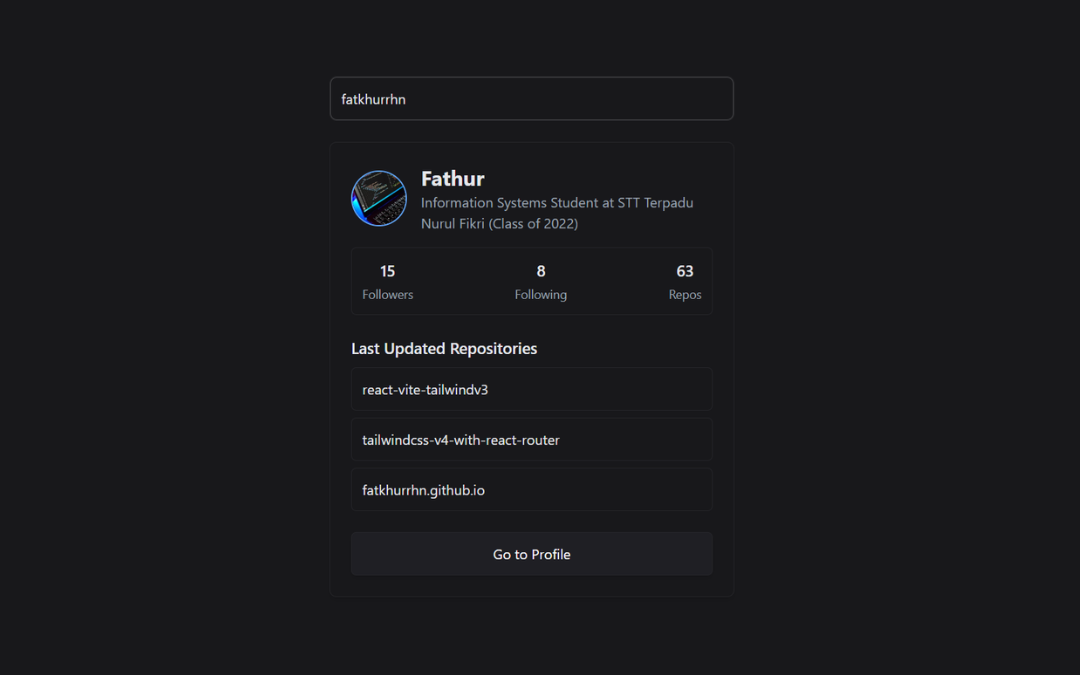 fatkhurrhn
Fathur
Information Systems Student at STT Terpadu
Nurul Fikri (Class of 2022)
15 8 63
Followers Following Repos
Last Updated Repositories
react-vite-tailwindv3
tailwindcss-v4-with-react-router
fatkhurrhn.github.io
Go to Profile